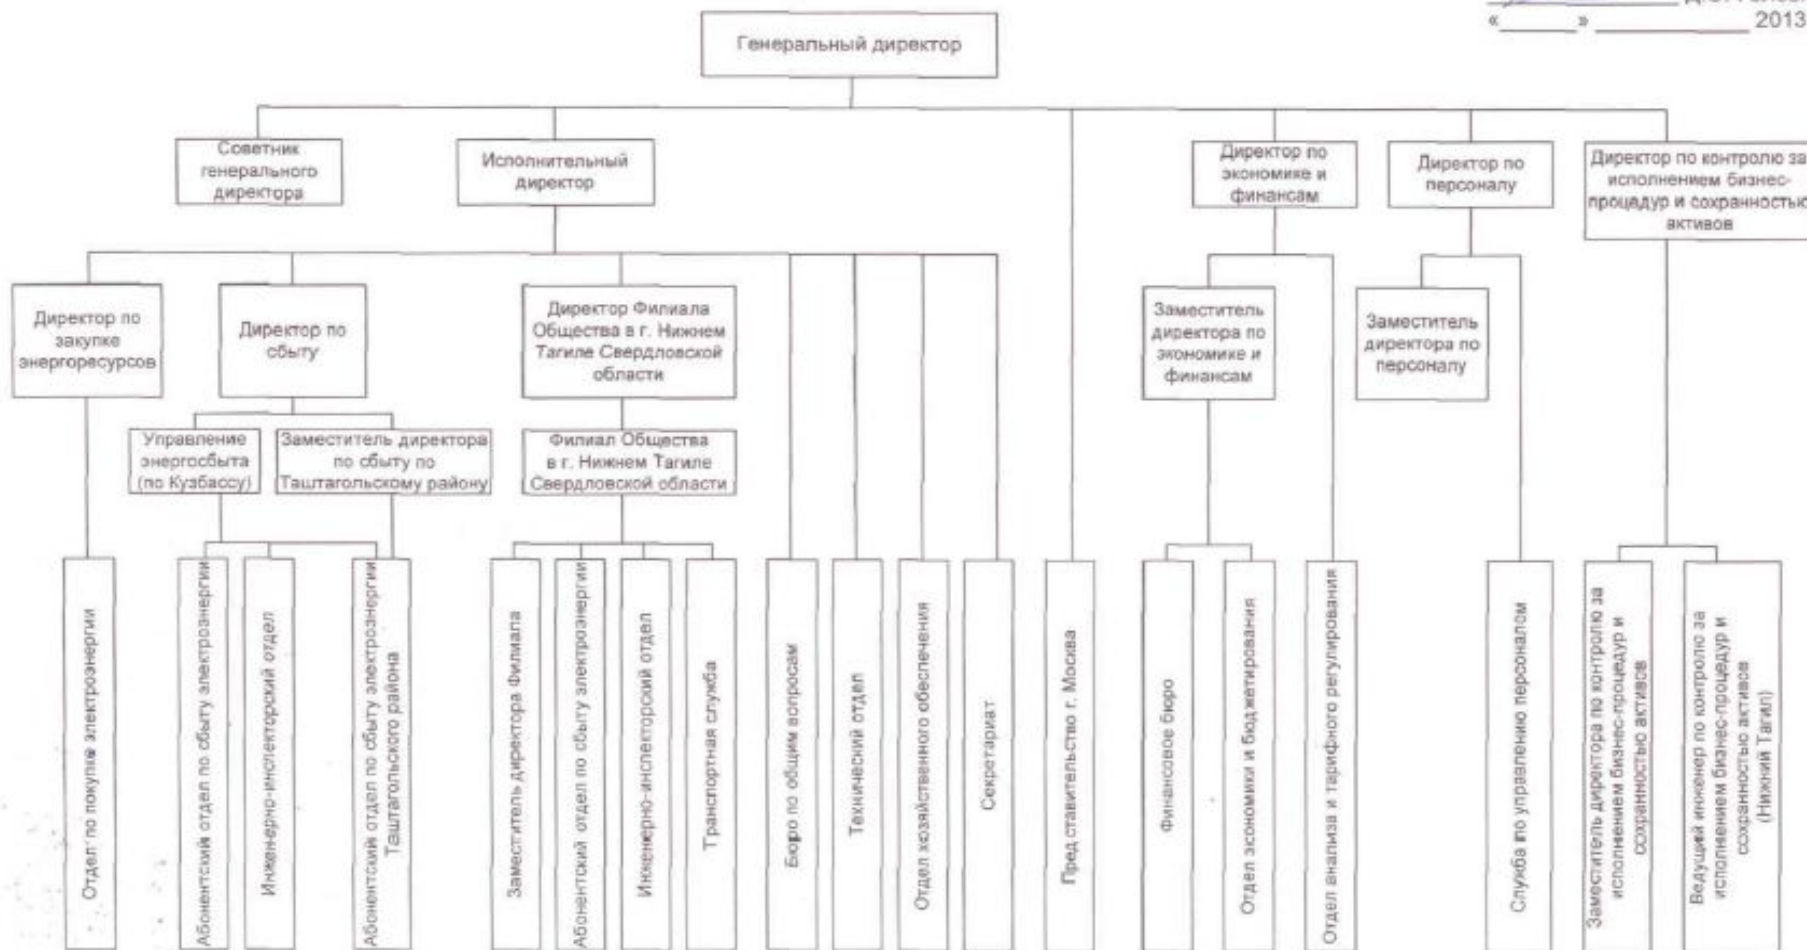 « » 2013
Генеральный директор
Советник
генерального
директора
Исполнительный
директор
Директор по
экономике и
финансам
Директор по
персоналу
Директор по контролю за
исполнением бизнес-
процедур и сохранностью
активов
Директор по
закупке
энергоресурсов
Директор по
сбыту
Директор Филиала
Общества в г. Нижнем
Тагиле Свердловской
области
Заместитель
директора по
экономике и
финансам
Заместитель
директора по
персоналу
Управление
энергосбыта
(по Кузбассу)
Заместитель директора
по сбыту по
Таштагольскому району
Филиал Общества
в г. Нижнем Тагиле
Свердловской области
Отдел по покупке электроэнергии
Абонентский отдел по сбыту электроэнергии
Инженерно-инспекторский отдел
Абонентский отдел по сбыту электроэнергии
Таштагольского района
Заместитель директора Филиала
Абонентский отдел по сбыту электроэнергии
Инженерно-инспекторский отдел
Транспортная служба
Бюро по общим вопросам
Технический отдел
Отдел хозяйственного обеспечения
Секретариат
Представительство г. Москва
Финансовое бюро
Отдел экономики и бюджетирования
Отдел анализа и тарифного регулирования
Служба по управлению персоналом
Заместитель директора по контролю за
исполнением бизнес-процедур и
сохранностью активов
Ведущий инженер по контролю за
исполнением бизнес-процедур и
сохранностью активов
(Нижний Тагил)